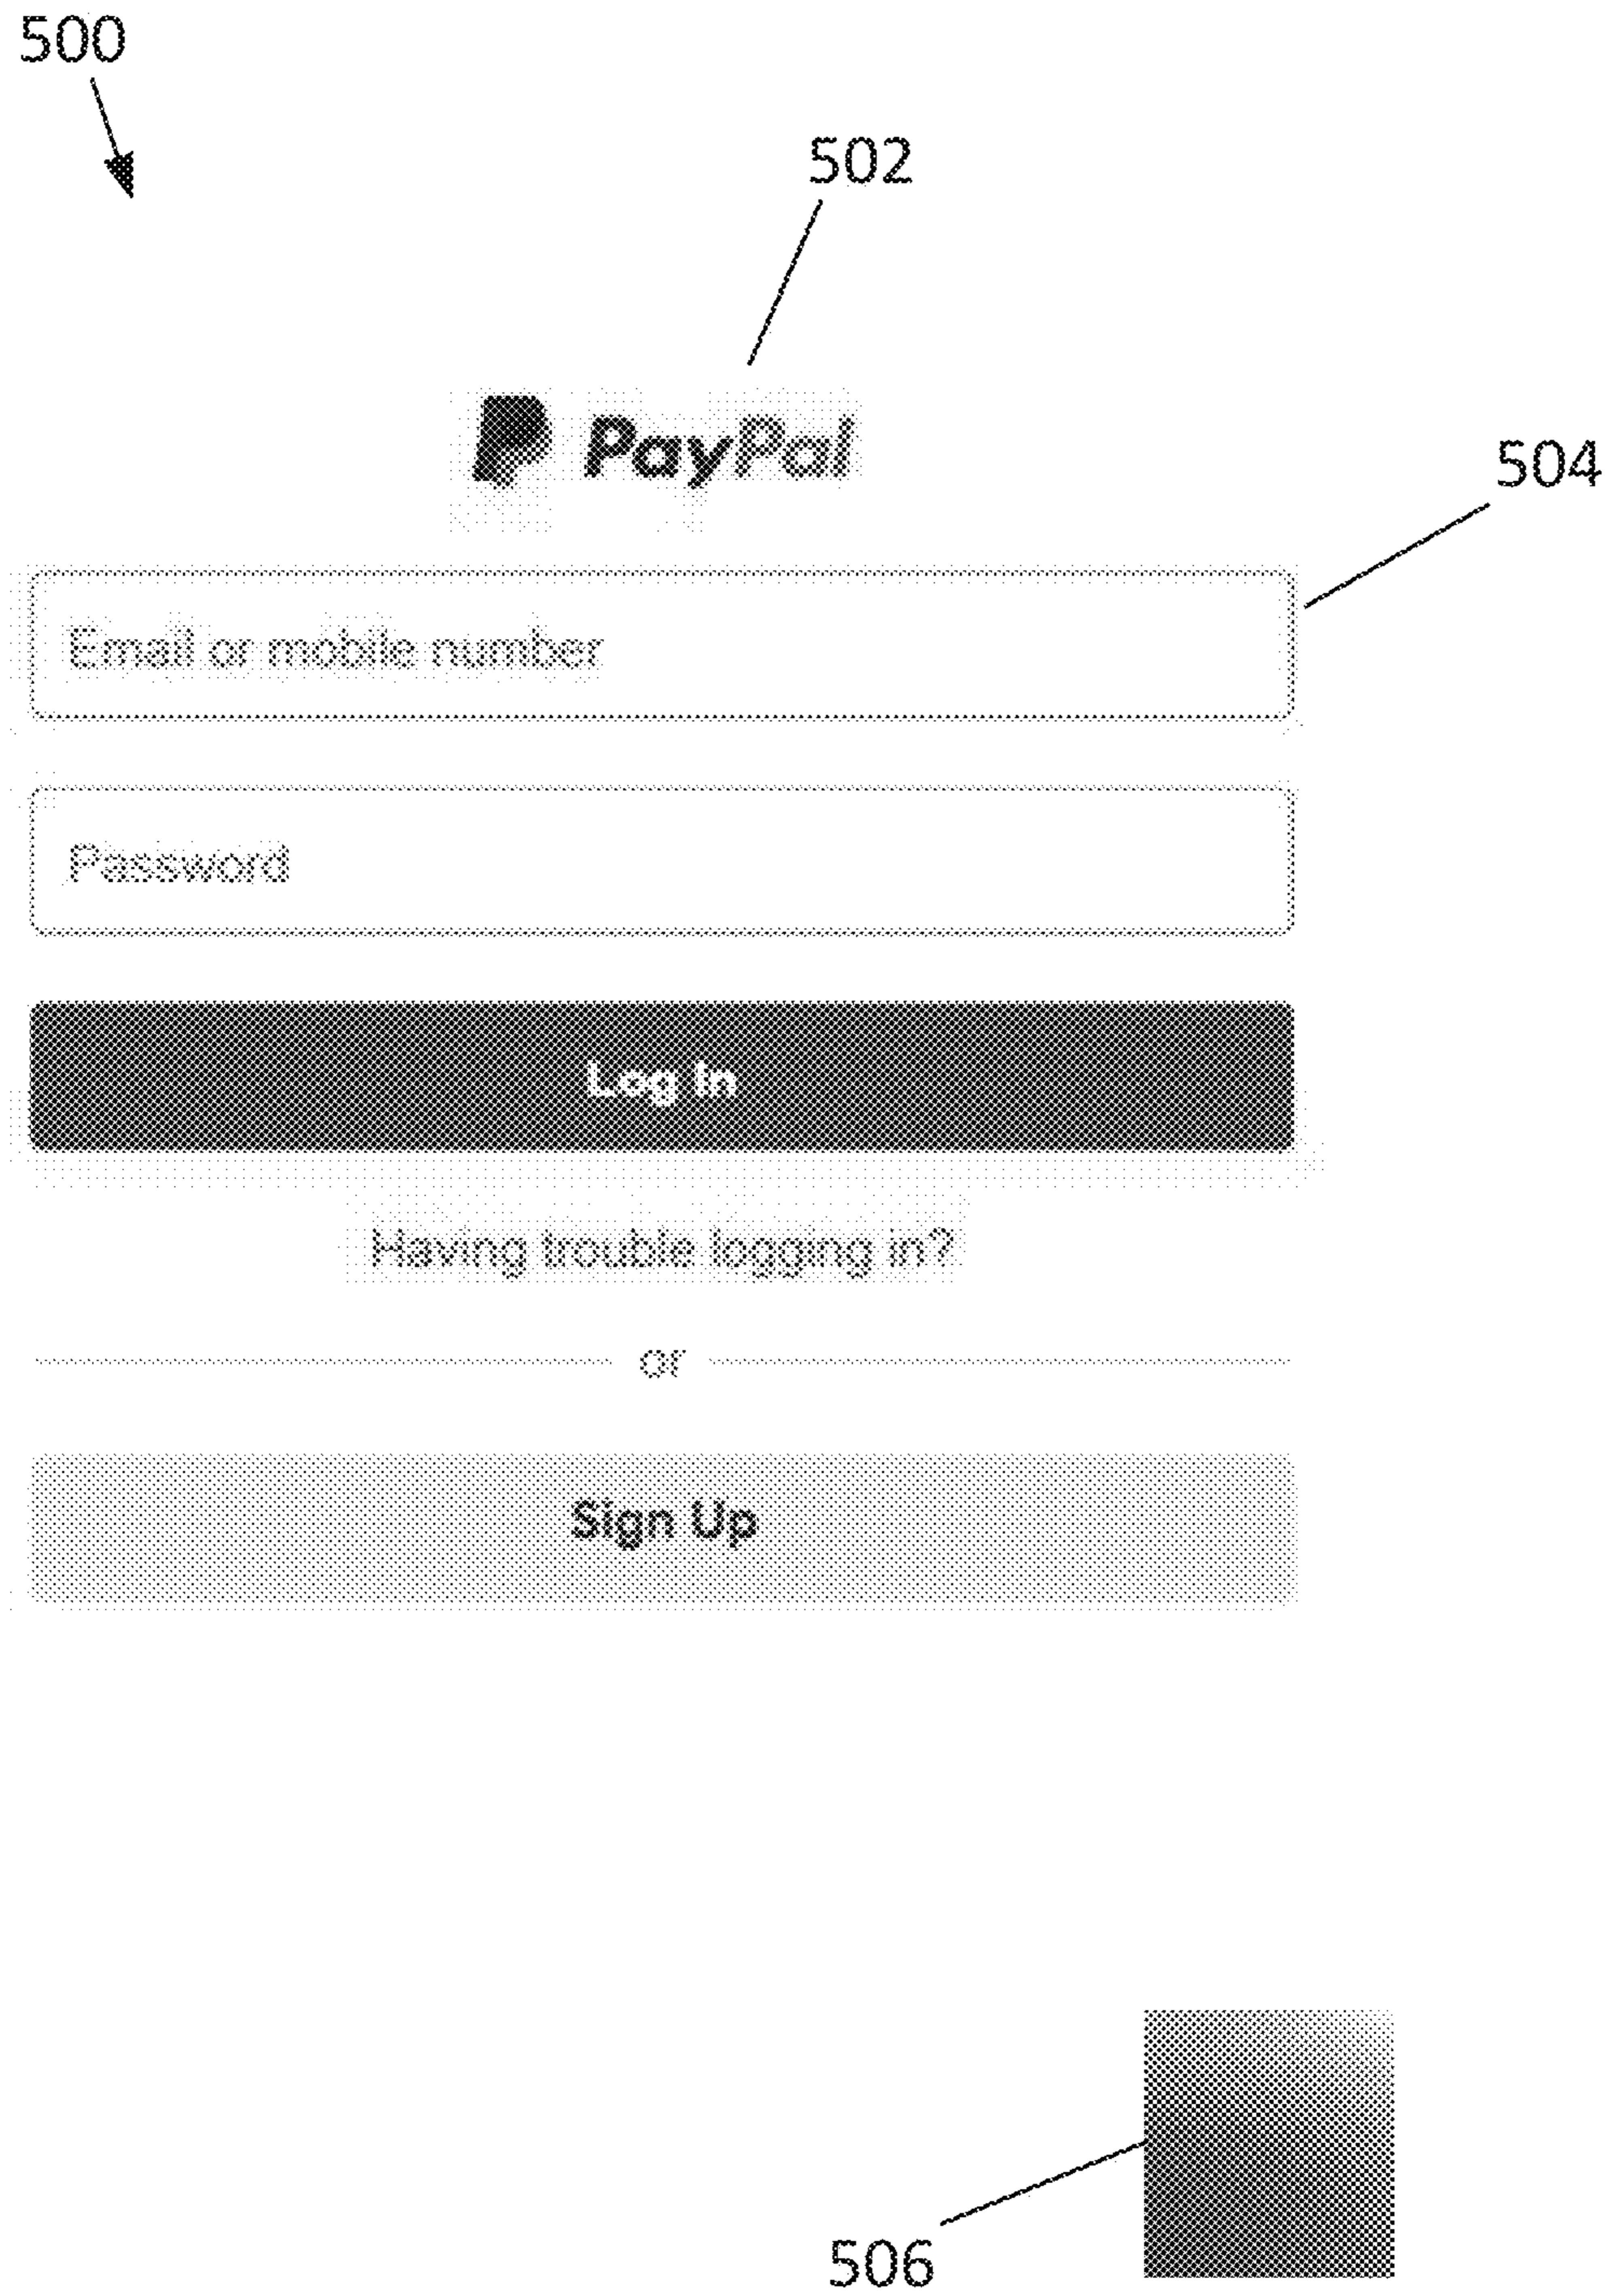 500
502
PayPal
504
Email or mobile number
Password
Log In
Having trouble logging in?
or
Sign Up
506